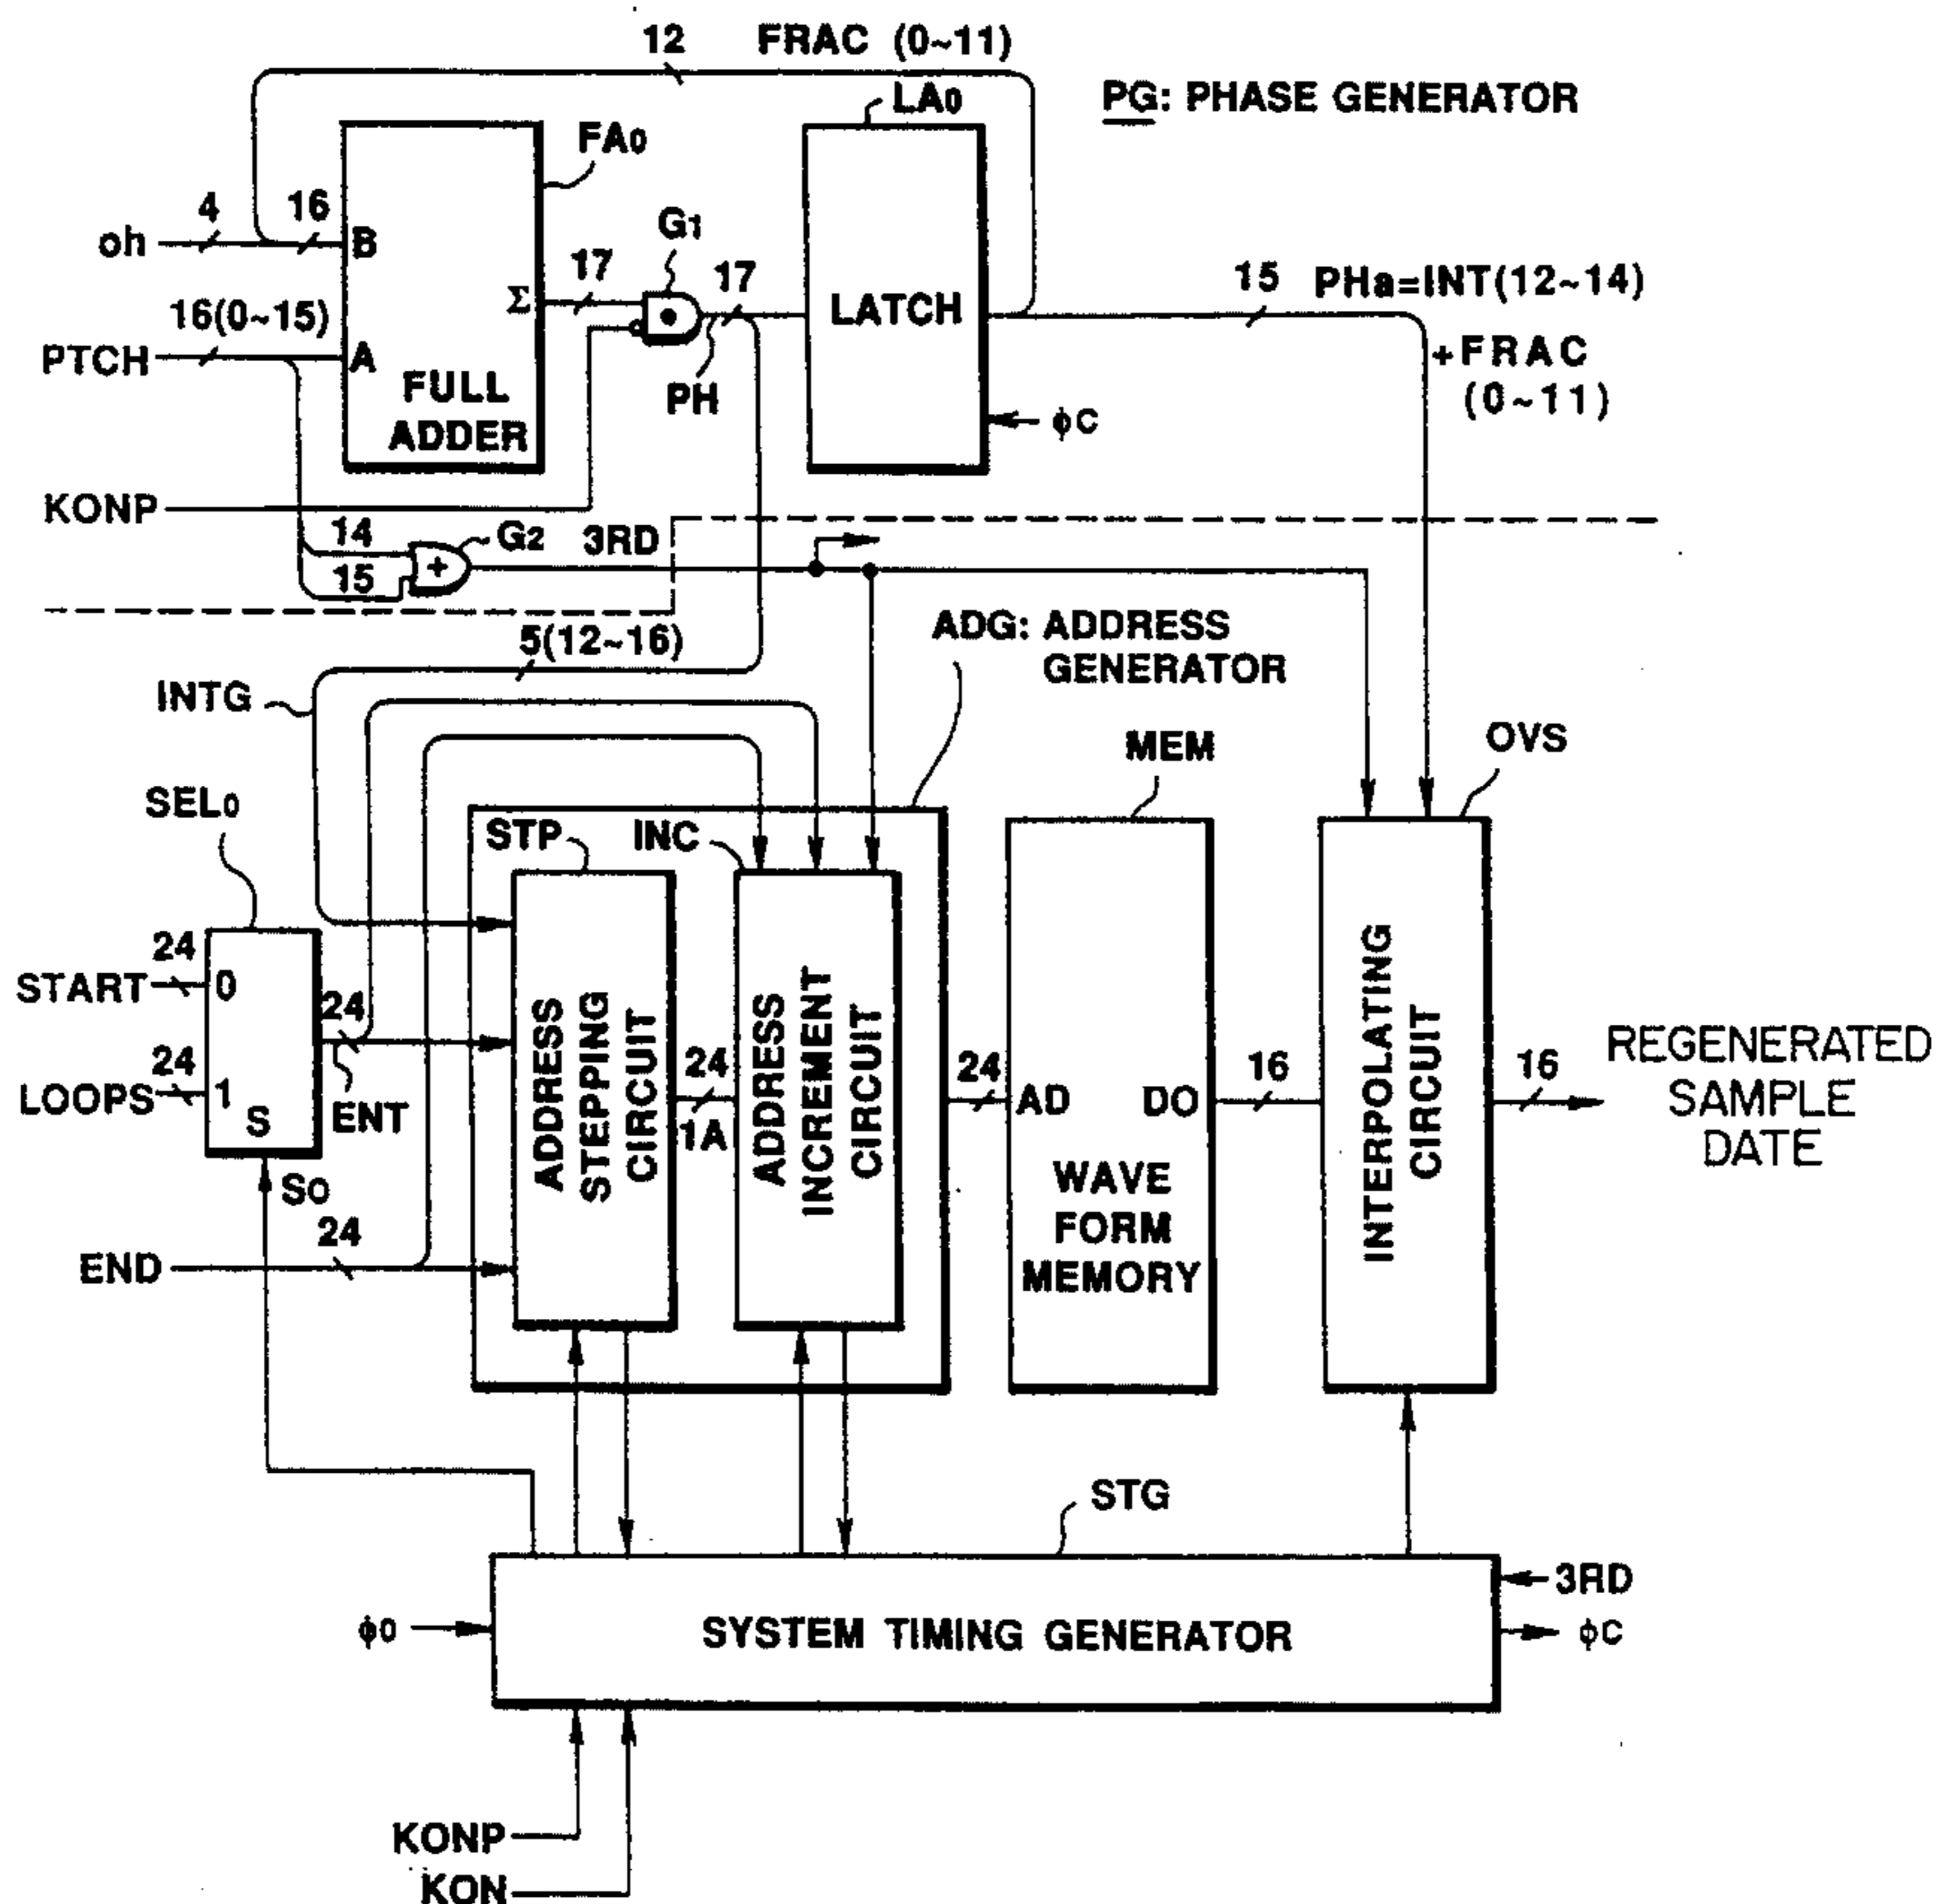 12 FRAC (0~11)
PG: PHASE GENERATOR
LA0
FA0
4
16
oh
B
G1
17
17
Σ
15 PHa=INT(12~14)
+FRAC
(0~11)
16(0~15)
PTCH
A
LATCH
FULL
ADDER
PH
φC
KONP
14
15
+
G2
3RD
5(12~16)
ADG: ADDRESS
GENERATOR
INTG
MEM
OVS
SEL0
STP
INC
24
START
0
24
24
LOOPS
1
S
ENT
S0
24
END
ADDRESS
STEPPING
CIRCUIT
24
1A
ADDRESS
INCREMENT
CIRCUIT
24
AD
DO
WAVE
FORM
MEMORY
16
INTERPOLATING
CIRCUIT
16
REGENERATED
SAMPLE
DATE
STG
φ0
SYSTEM TIMING GENERATOR
3RD
φC
KONP
KON